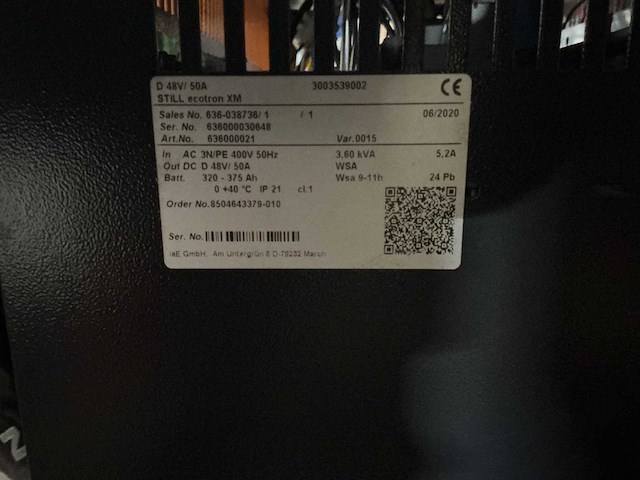 D 48V/ 50A 3003539002 CE
STILL ecotron XM
Sales No. 636-038736/ 1 / 1 06/2020
Ser. No. 636000030648
Art.No. 636000021 Var.0015
In AC 3N/PE 400V 50Hz 3,60 kVA 5,2A
Out DC D 48V/ 50A WSA
Batt. 320 - 375 Ah Wsa 9-11h 24 Pb
0 +40 °C IP 21 cl.1
Order No.8504643379-010
Ser. No.
GmbH, Am Untergrün 8 D-79232 March